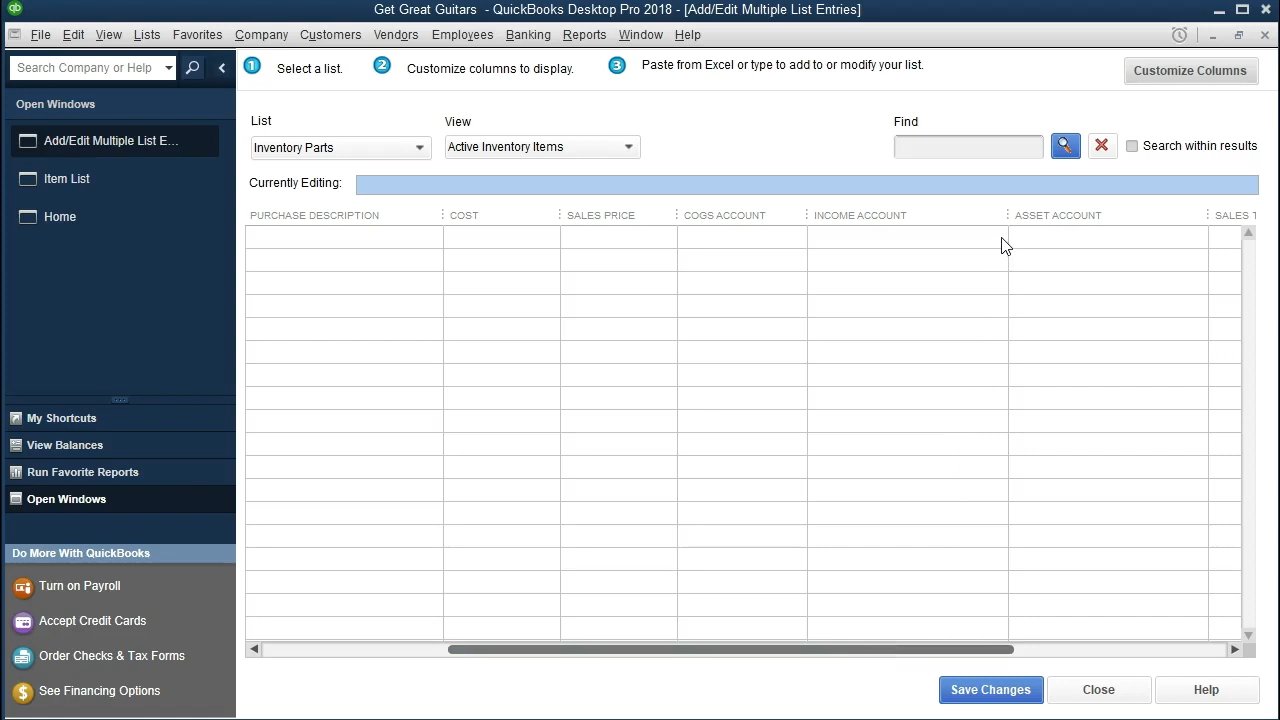 Get Great Guitars - QuickBooks Desktop Pro 2018 - [Add/Edit Multiple List Entries]
File Edit View Lists Favorites Company Customers Vendors Employees Banking Reports Window Help
Search Company or Help
1 Select a list. 2 Customize columns to display. 3 Paste from Excel or type to add to or modify your list.
Customize Columns
Open Windows
Add/Edit Multiple List E...
Item List
Home
My Shortcuts
View Balances
Run Favorite Reports
Open Windows
Do More With QuickBooks
Turn on Payroll
Accept Credit Cards
Order Checks & Tax Forms
See Financing Options
List View Find
Inventory Parts Active Inventory Items Search within results
Currently Editing:
PURCHASE DESCRIPTION COST SALES PRICE COGS ACCOUNT INCOME ACCOUNT ASSET ACCOUNT SALES T
Save Changes Close Help